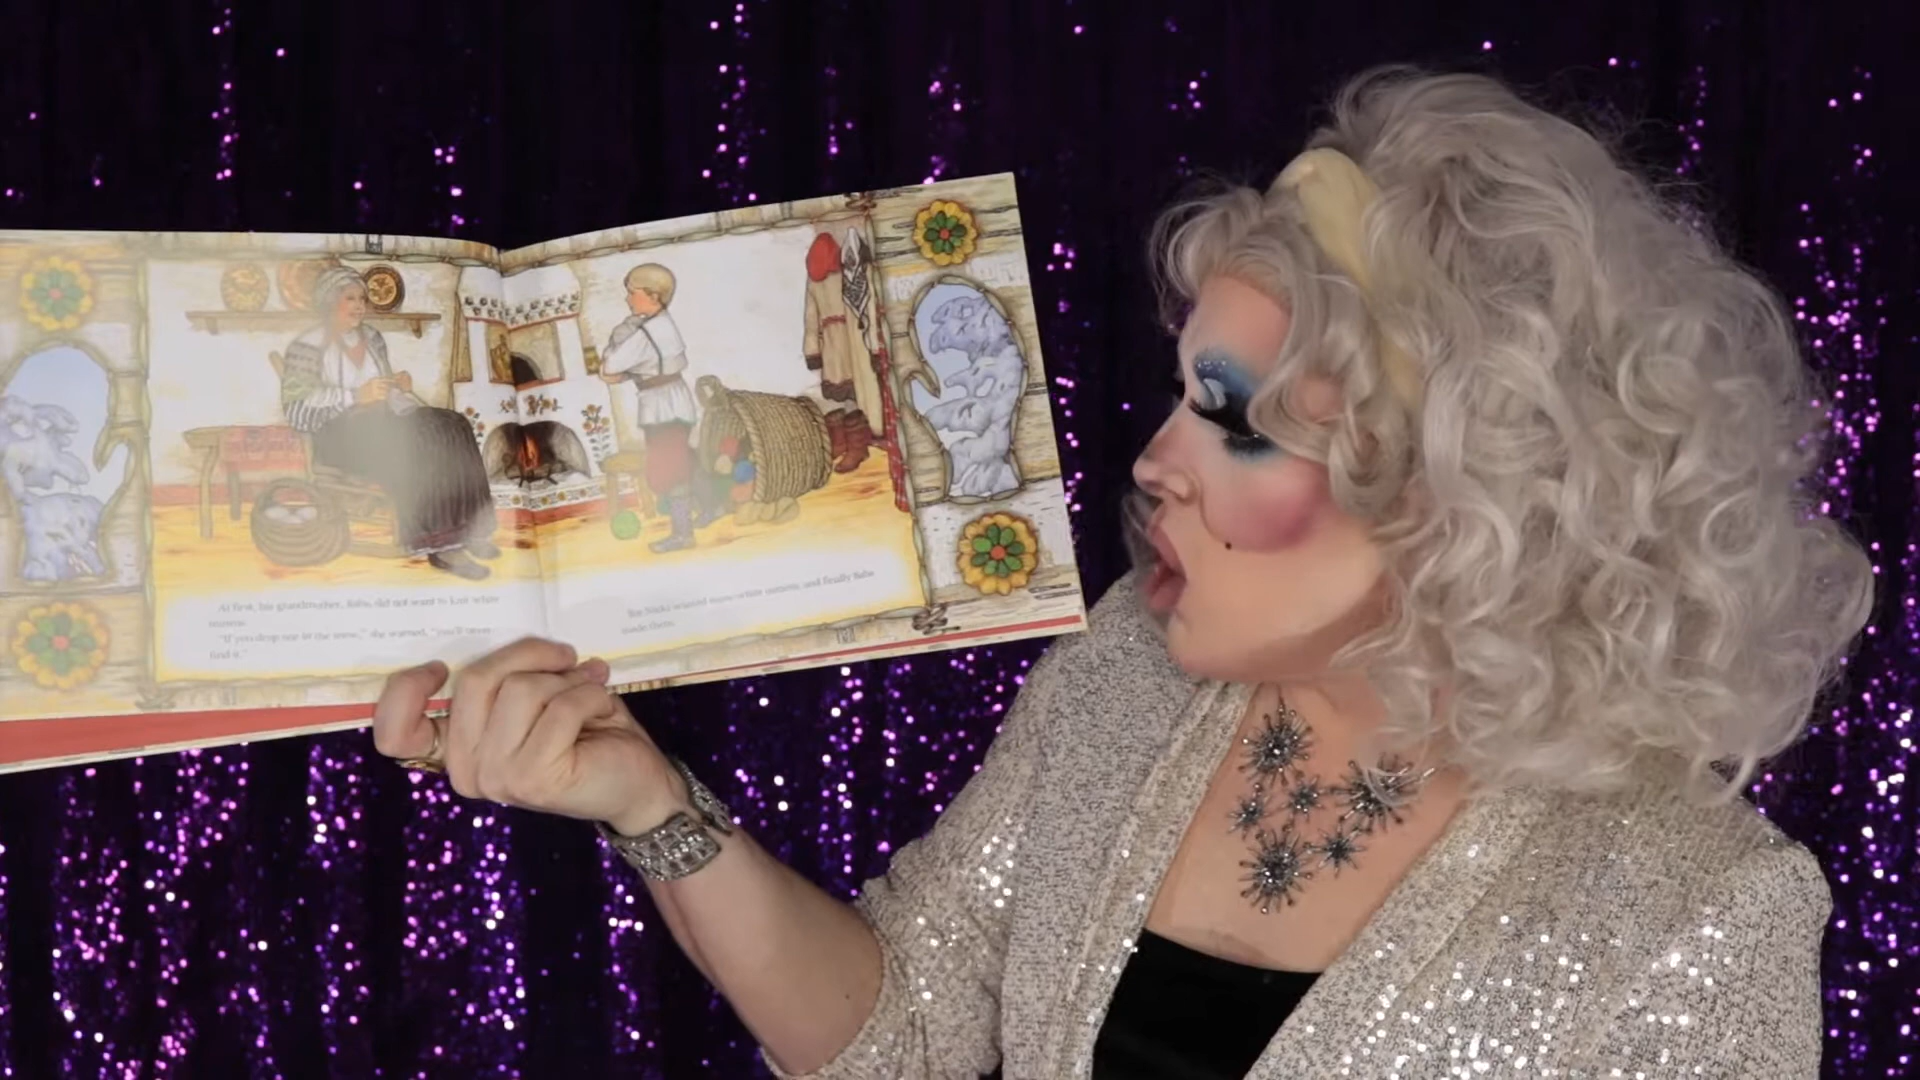 At first, his grandmother, Baba, did not want to knit white
mittens.
"If you drop one in the snow," she warned, "you'll never
find it."
But Nicki wanted snow-white mittens, and finally Baba
made them.